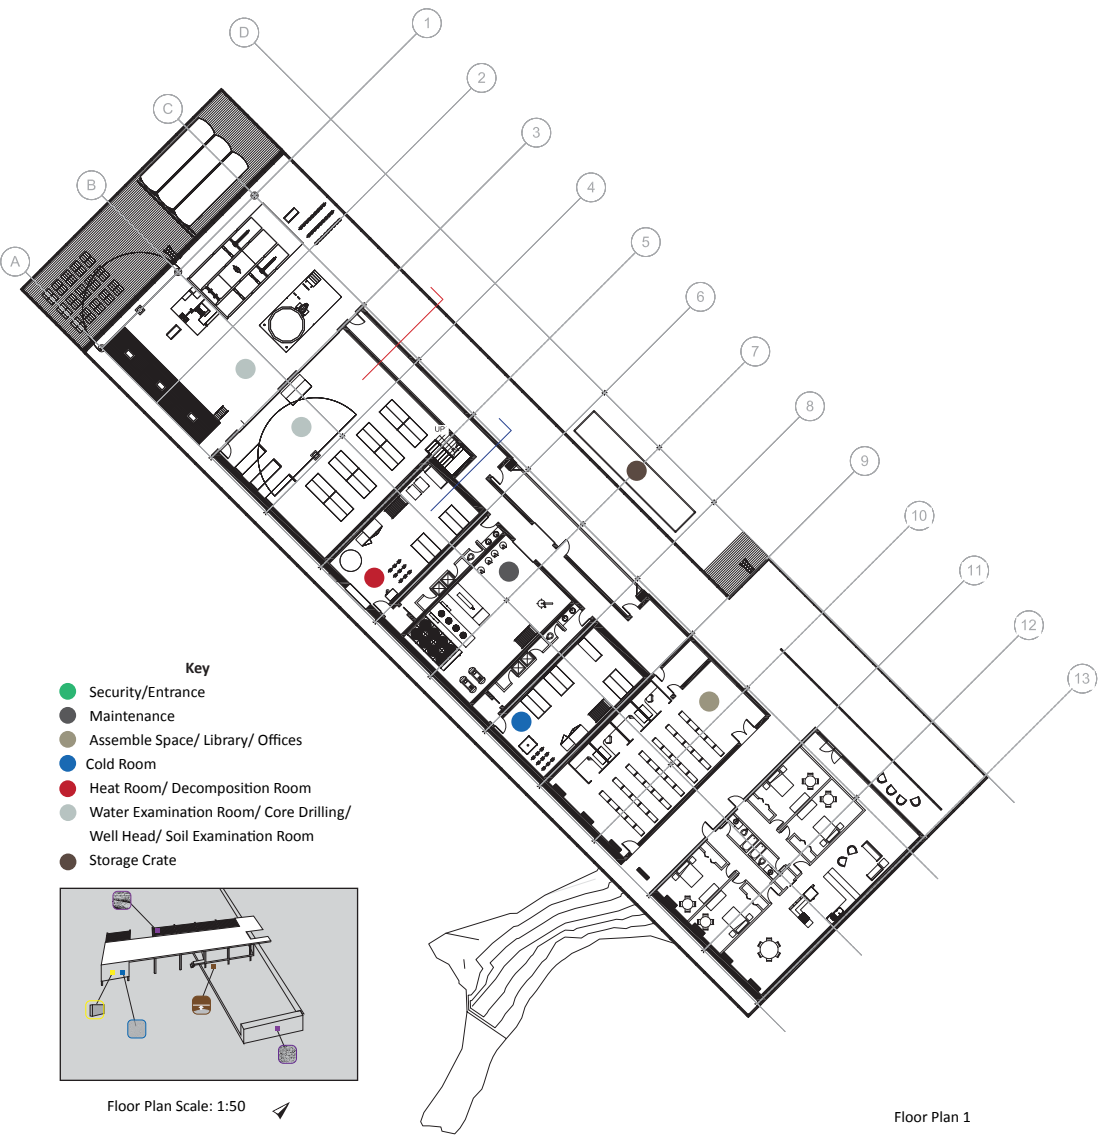 1
D
2
C
3
4
B
5
A
6
7
8
UP
9
10
11
12
13
Key
Security/Entrance
Maintenance
Assemble Space/ Library/ Offices
Cold Room
Heat Room/ Decomposition Room
Water Examination Room/ Core Drilling/
Well Head/ Soil Examination Room
Storage Crate
Floor Plan Scale: 1:50
Floor Plan 1